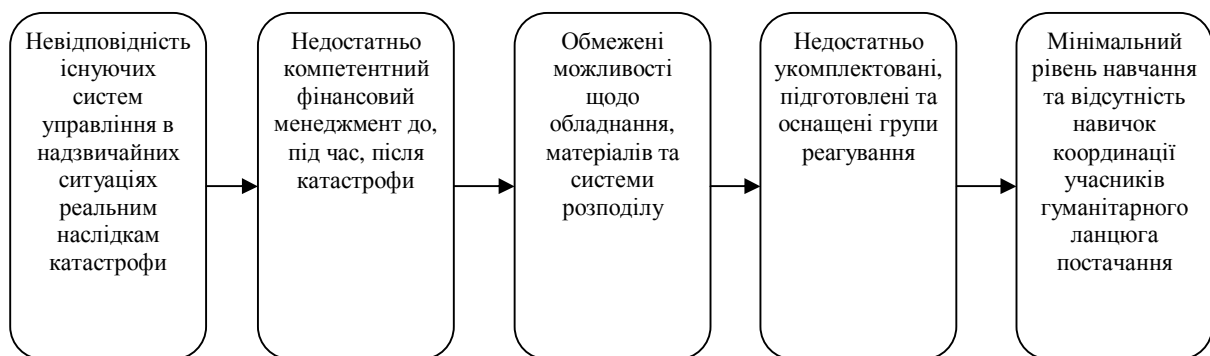 Невідповідність
існуючих
систем
управління в
надзвичайних
ситуаціях
реальним
наслідкам
катастрофи
Недостатньо
компетентний
фінансовий
менеджмент до,
під час, після
катастрофи
Обмежені
можливості
щодо
обладнання,
матеріалів та
системи
розподілу
Недостатньо
укомплектовані,
підготовлені та
оснащені групи
реагування
Мінімальний
рівень навчання
та відсутність
навичок
координації
учасників
гуманітарного
ланцюга
постачання